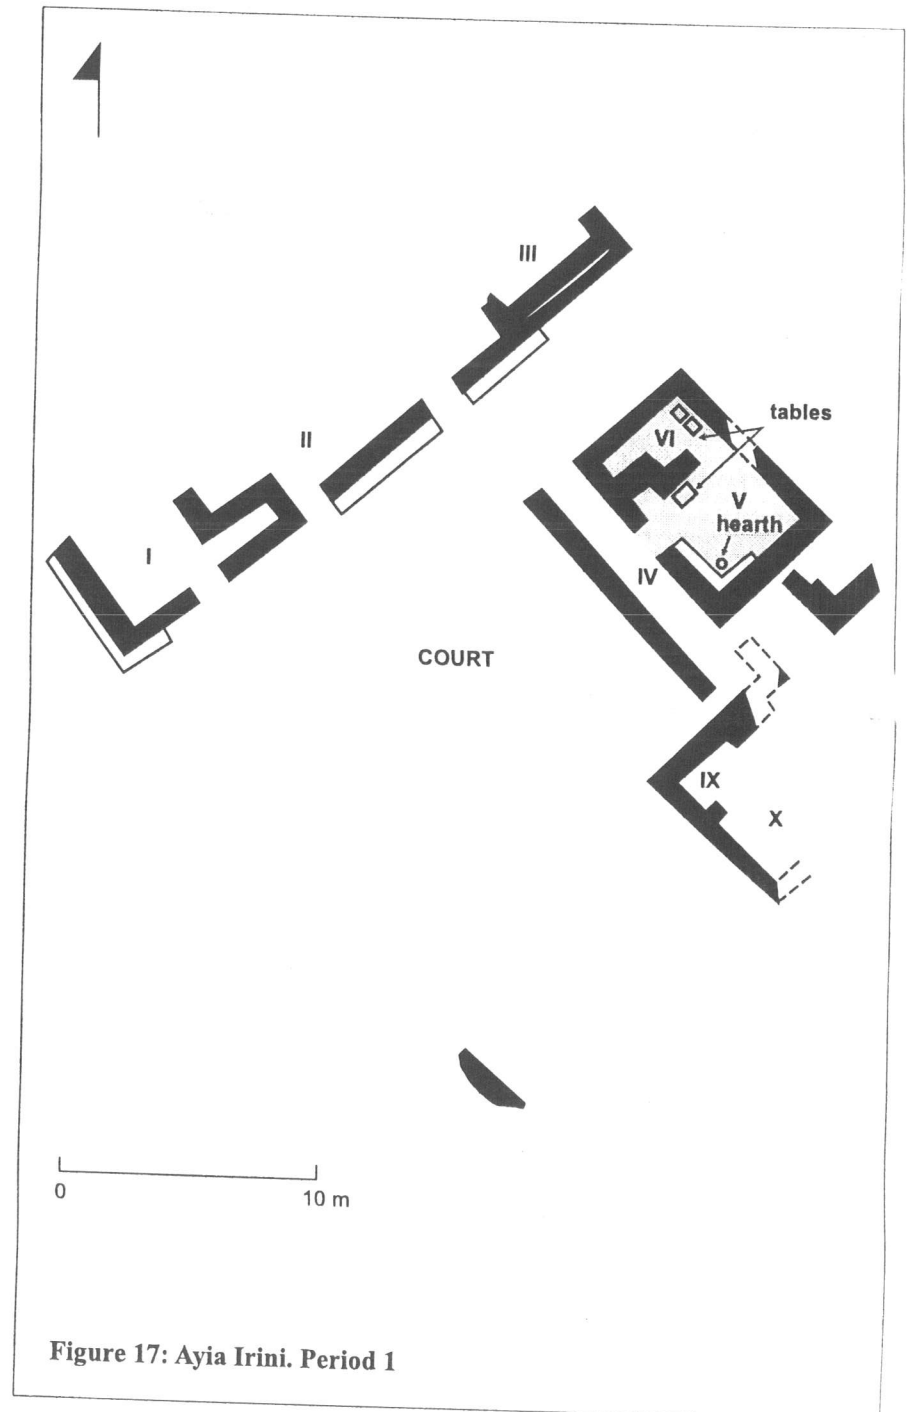 III
tables
II
VI
V
hearth
I
IV
COURT
IX
X
0
10 m
Figure 17: Ayia Irini. Period 1